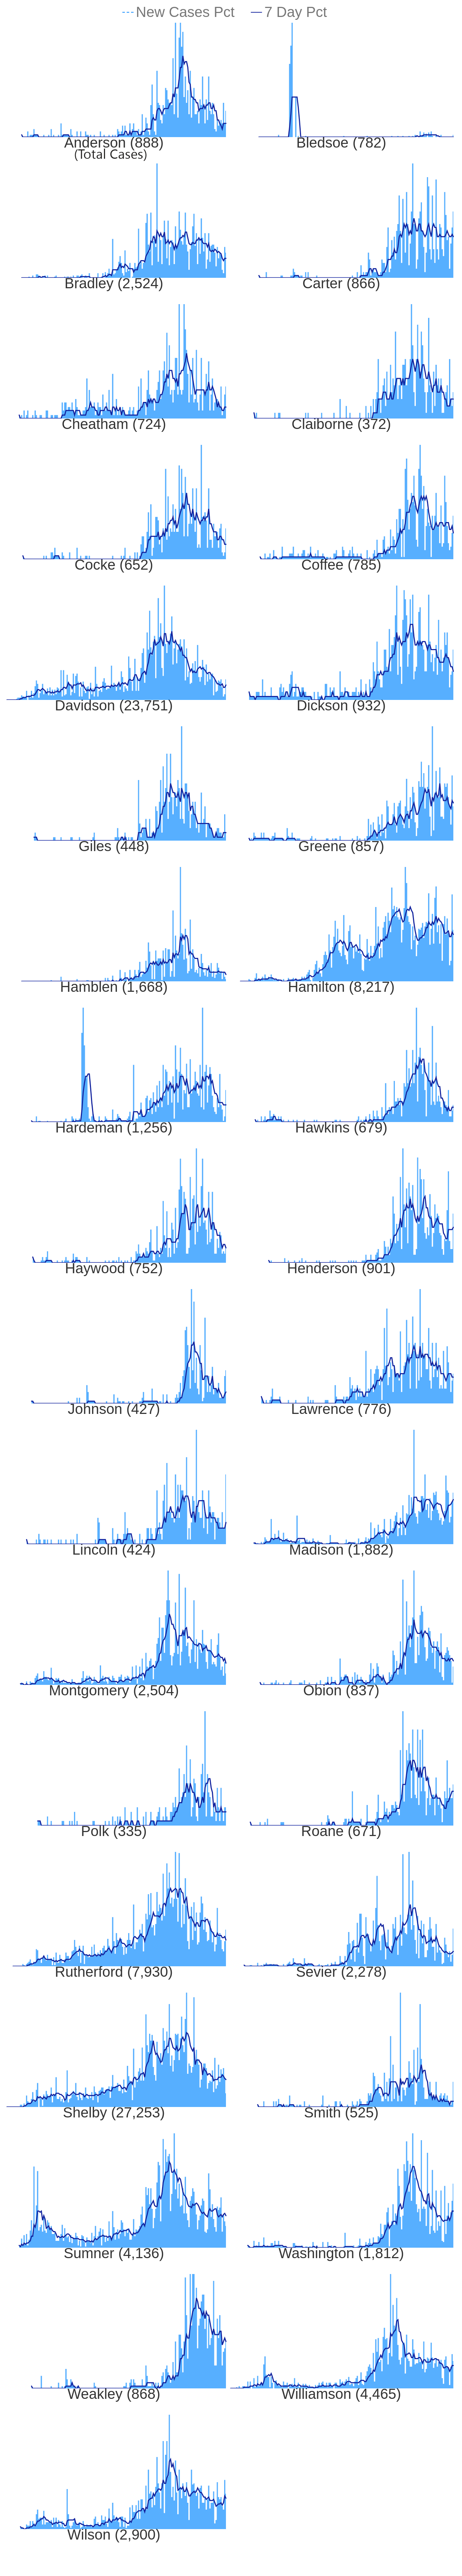 New Cases Pct 7 Day Pct
Anderson (888) Bledsoe (782)
(Total Cases)
Bradley (2,524) Carter (866)
Cheatham (724) Claiborne (372)
Cocke (652) Coffee (785)
Davidson (23,751) Dickson (932)
Giles (448) Greene (857)
Hamblen (1,668) Hamilton (8,217)
Hardeman (1,256) Hawkins (679)
Haywood (752) Henderson (901)
Johnson (427) Lawrence (776)
Lincoln (424) Madison (1,882)
Montgomery (2,504) Obion (837)
Polk (335) Roane (671)
Rutherford (7,930) Sevier (2,278)
Shelby (27,253) Smith (525)
Sumner (4,136) Washington (1,812)
Weakley (868) Williamson (4,465)
Wilson (2,900)